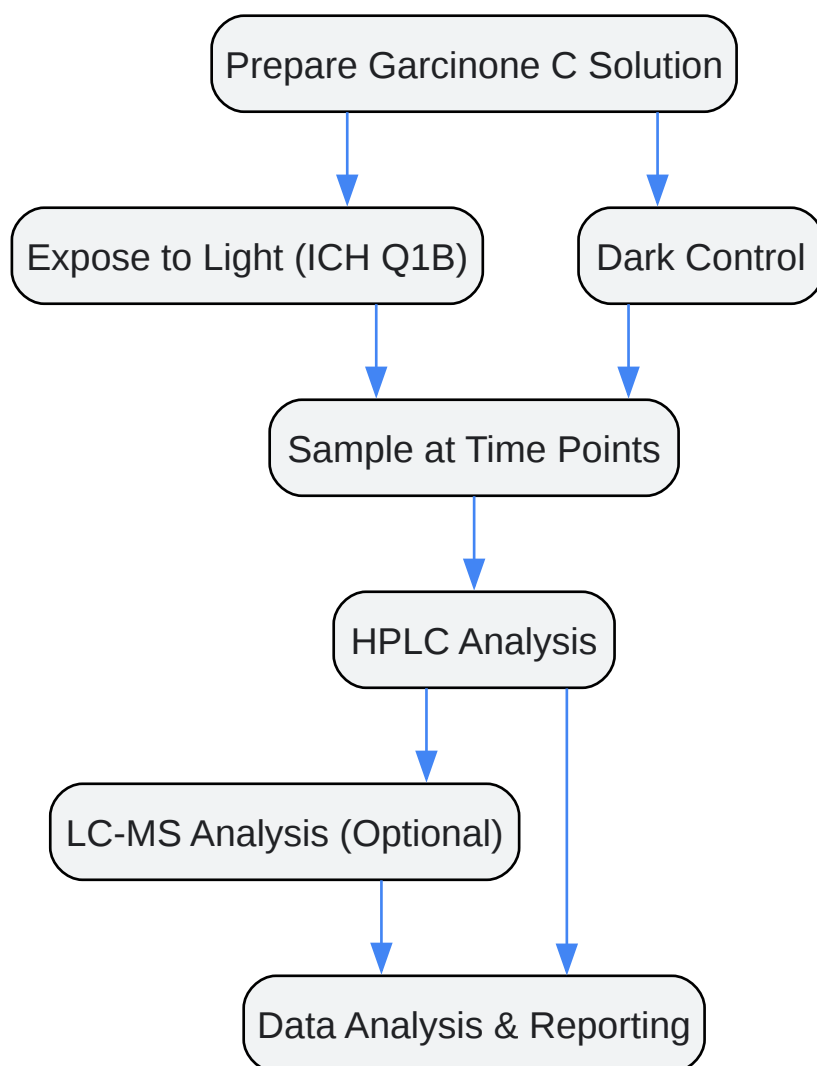 Prepare Garcinone C Solution
Expose to Light (ICH Q1B)
Dark Control
Sample at Time Points
HPLC Analysis
LC-MS Analysis (Optional)
Data Analysis & Reporting